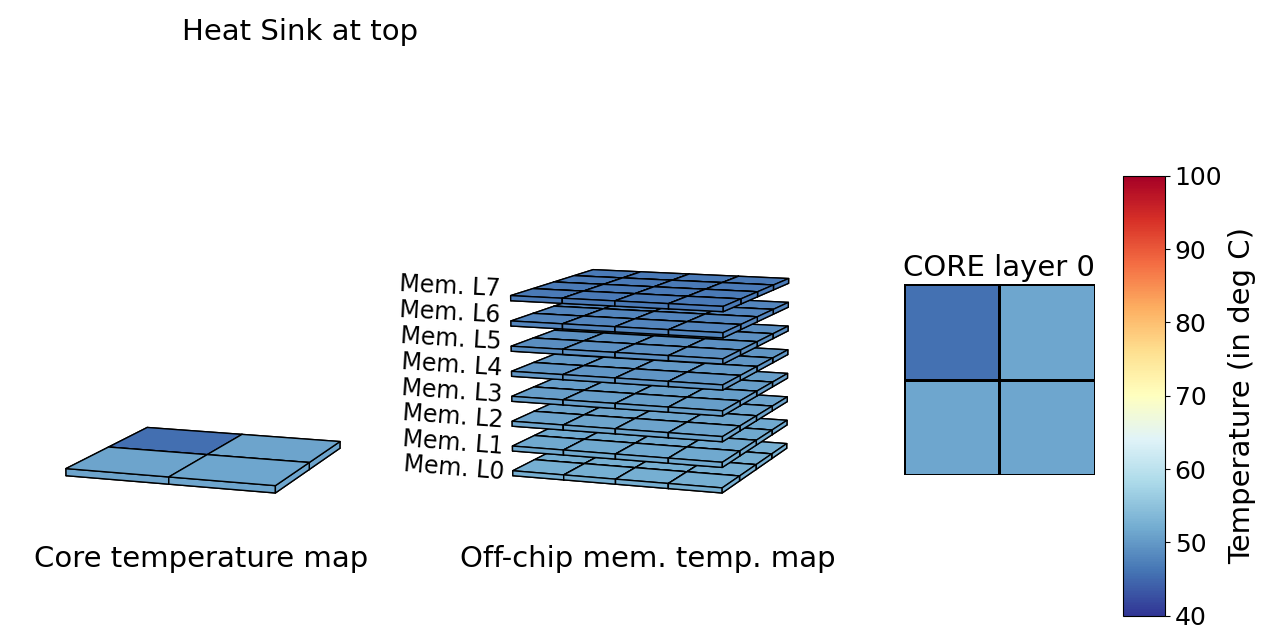 Heat Sink at top
Mem. L7
Mem. L6
Mem. L5
Mem. L4
Mem. L3
Mem. L2
Mem. L1
Mem. L0
Core temperature map
Off-chip mem. temp. map
CORE layer 0
100
90
80
70
60
50
40
Temperature (in deg C)